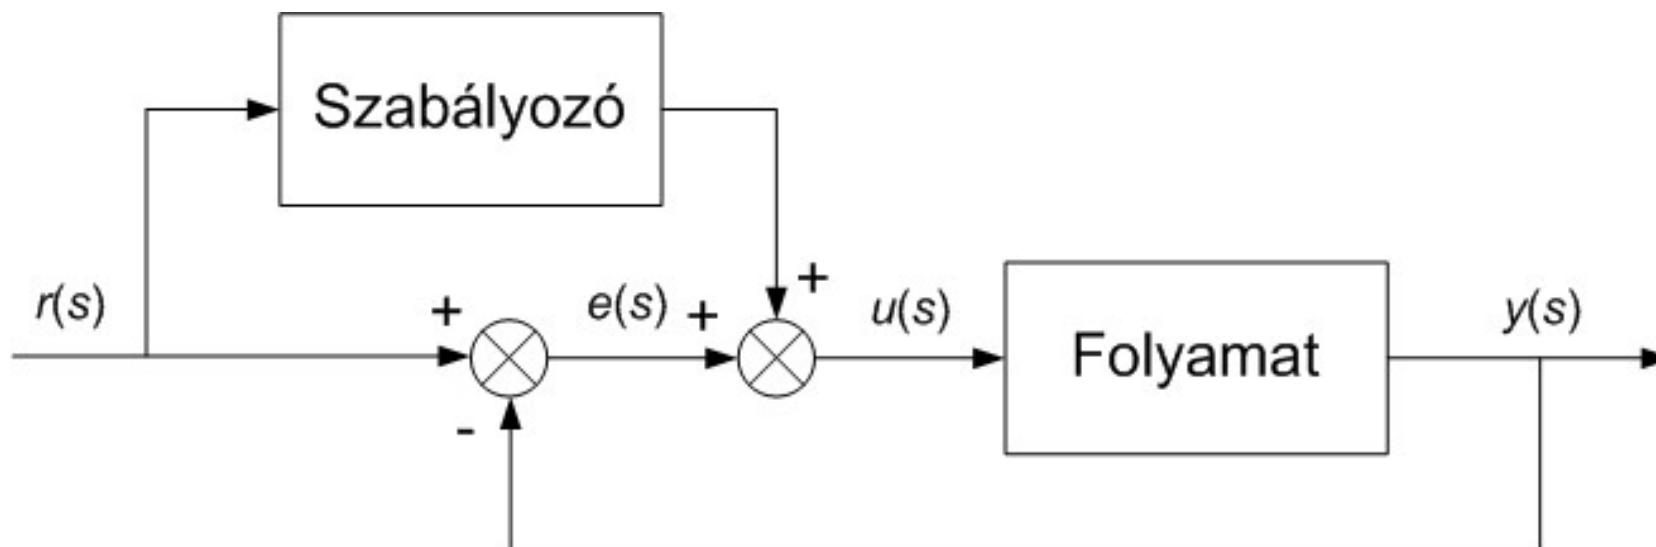 Szabályozó
r(s)
+
e(s)
+
+
u(s)
y(s)
Folyamat
-